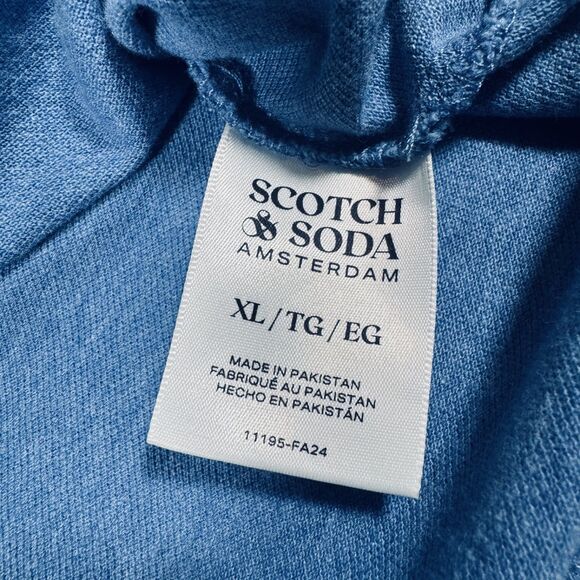 SCOTCH
& SODA
AMSTERDAM
XL/TG/EG
MADE IN PAKISTAN
FABRIQUÉ AU PAKISTAN
HECHO EN PAKISTÁN
11195-FA24